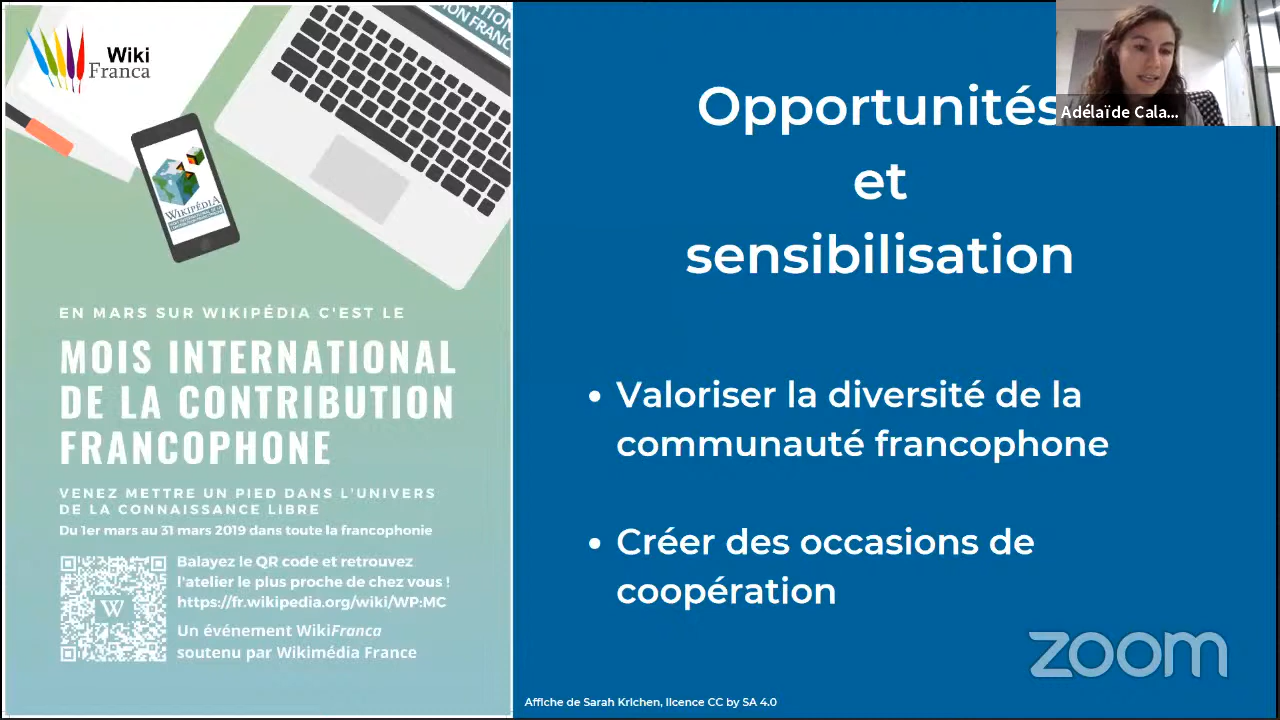 Wiki
Franca
WIKIPÉDIA
EN MARS SUR WIKIPÉDIA C'EST LE
MOIS INTERNATIONAL
DE LA CONTRIBUTION
FRANCOPHONE
VENEZ METTRE UN PIED DANS L'UNIVERS
DE LA CONNAISSANCE LIBRE
Du 1er mars au 31 mars 2019 dans toute la francophonie
Balayez le QR code et retrouvez
l'atelier le plus proche de chez vous !
https://fr.wikipedia.org/wiki/WP:MC
W
Un événement WikiFranca
soutenu par Wikimédia France
Opportunités
et
sensibilisation
• Valoriser la diversité de la
communauté francophone
• Créer des occasions de
coopération
Affiche de Sarah Krichen, licence CC by SA 4.0
Adélaïde Cala...
zoom